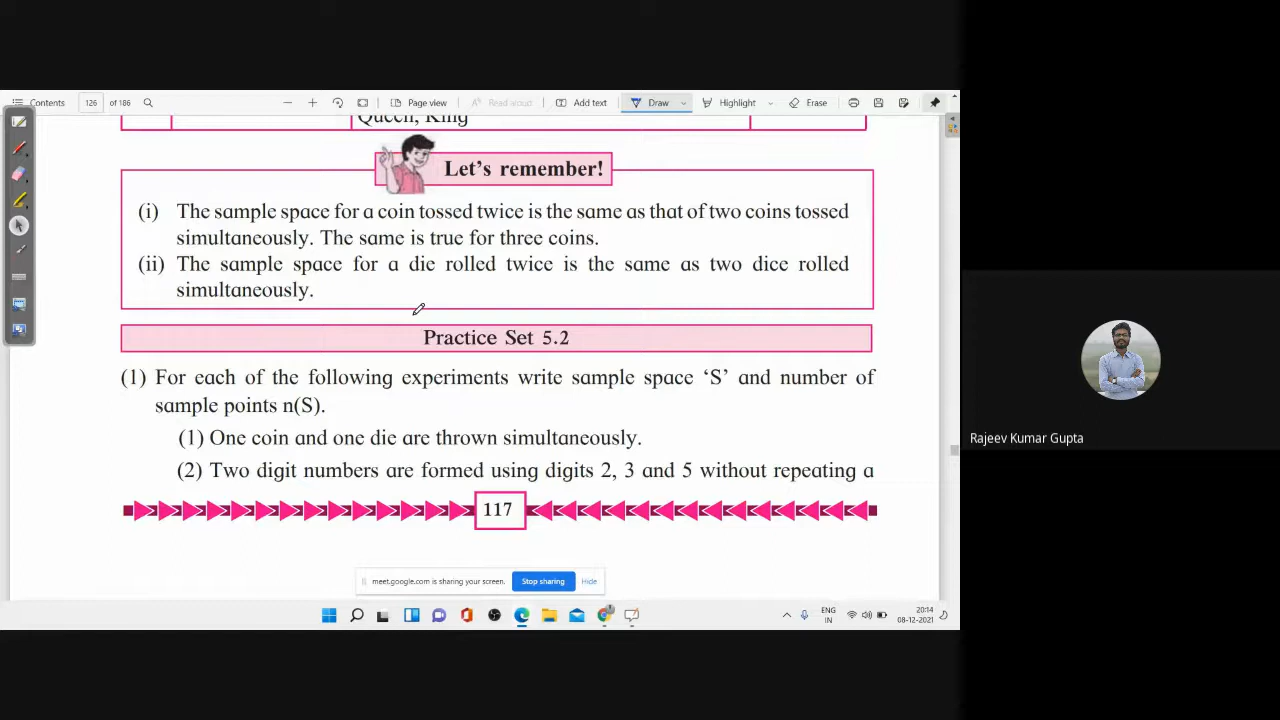 Contents 126 of 186 Page view Read aloud Add text Draw Highlight Erase
Queen, King
Let's remember!
(i) The sample space for a coin tossed twice is the same as that of two coins tossed
simultaneously. The same is true for three coins.
(ii) The sample space for a die rolled twice is the same as two dice rolled
simultaneously.
Practice Set 5.2
(1) For each of the following experiments write sample space ‘S’ and number of
sample points n(S).
(1) One coin and one die are thrown simultaneously.
(2) Two digit numbers are formed using digits 2, 3 and 5 without repeating a
117
meet.google.com is sharing your screen. Stop sharing Hide
ENG
IN
20:14
08-12-2021
Rajeev Kumar Gupta